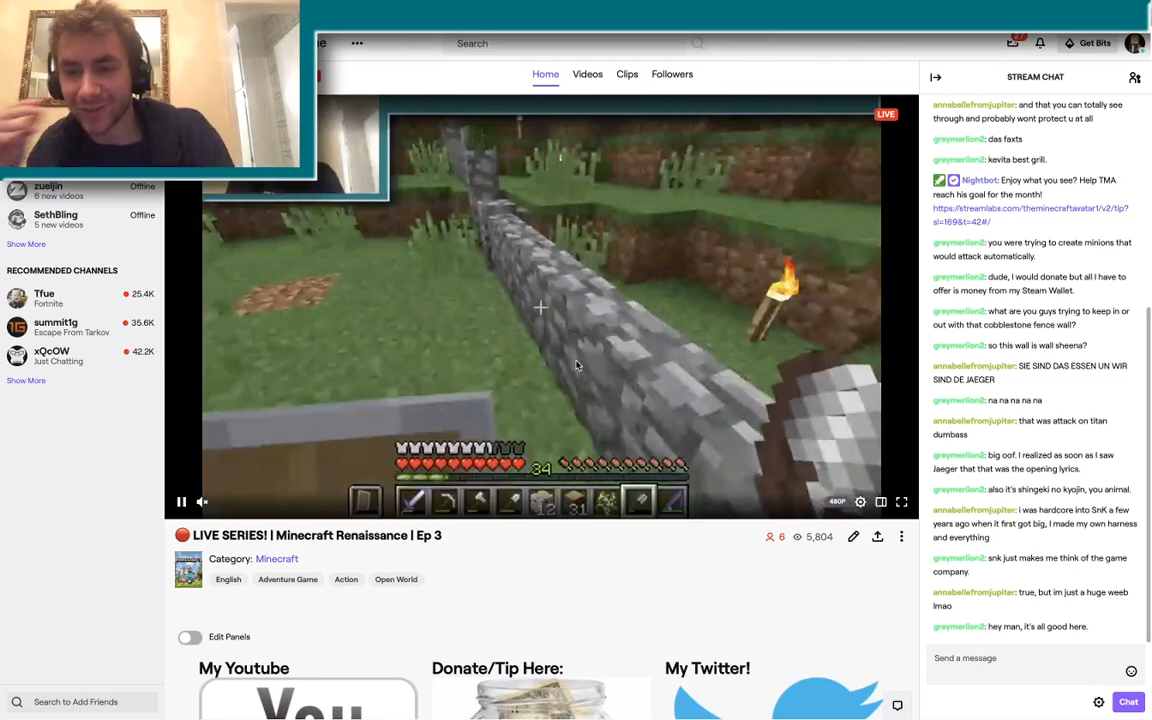 Search
27
Get Bits
Home
Videos
Clips
Followers
STREAM CHAT
LIVE
zueljin
Offline
6 new videos
SethBling
Offline
5 new videos
Show More
RECOMMENDED CHANNELS
Tfue
25.4K
Fortnite
summit1g
35.6K
Escape From Tarkov
xQcOW
42.2K
Just Chatting
Show More
Search to Add Friends
34
12
31
480P
LIVE SERIES! | Minecraft Renaissance | Ep 3
6
5,804
Category: Minecraft
English
Adventure Game
Action
Open World
Edit Panels
My Youtube
Donate/Tip Here:
My Twitter!
You
annabellefromjupiter: and that you can totally see
through and probably wont protect u at all
greymerlion2: das faxts
greymerlion2: kevita best grill.
Nightbot: Enjoy what you see? Help TMA
reach his goal for the month!
https://streamlabs.com/theminecraftavatar1/v2/tip?
sl=169&t=42#/
greymerlion2: you were trying to create minions that
would attack automatically.
greymerlion2: dude, I would donate but all I have to
offer is money from my Steam Wallet.
greymerlion2: what are you guys trying to keep in or
out with that cobblestone fence wall?
greymerlion2: so this wall is wall sheena?
annabellefromjupiter: SIE SIND DAS ESSEN UN WIR
SIND DE JAEGER
greymerlion2: na na na na na
annabellefromjupiter: that was attack on titan
dumbass
greymerlion2: big oof. I realized as soon as I saw
Jaeger that that was the opening lyrics.
greymerlion2: also it's shingeki no kyojin, you animal.
annabellefromjupiter: i was hardcore into SnK a few
years ago when it first got big, I made my own harness
and everything
greymerlion2: snk just makes me think of the game
company.
annabellefromjupiter: true, but im just a huge weeb
lmao
greymerlion2: hey man, it's all good here.
Send a message
Chat